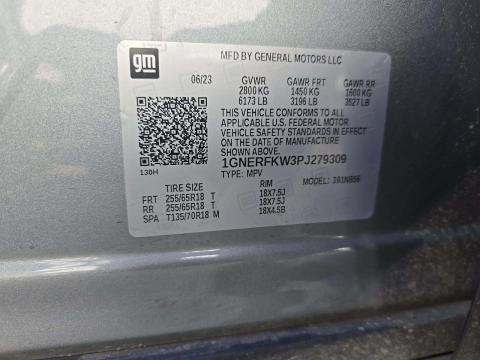 gm
MFD BY GENERAL MOTORS LLC
06/23 GVWR GAWR FRT GAWR RR
2800 KG 1450 KG 1600 KG
6173 LB 3196 LB 3527 LB
THIS VEHICLE CONFORMS TO ALL
APPLICABLE U.S. FEDERAL MOTOR
VEHICLE SAFETY STANDARDS IN EFFECT
ON THE DATE OF MANUFACTURE SHOWN
ABOVE.
1GNERFKW3PJ279309
130H TYPE: MPV MODEL: 381NB56
TIRE SIZE RIM
FRT 255/65R18 T 18X7.5J
RR 255/65R18 T 18X7.5J
SPA T135/70R18 M 18X4.5B